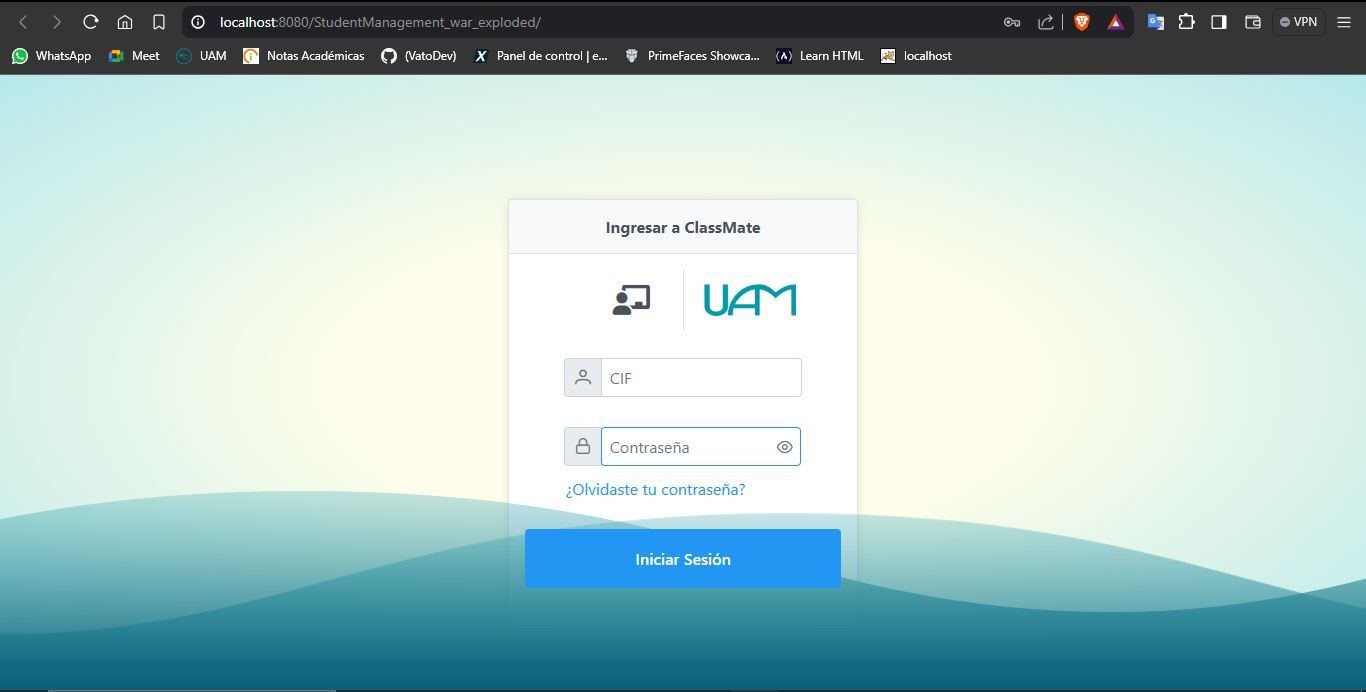 localhost:8080/StudentManagement_war_exploded/
VPN
WhatsApp
Meet
UAM
Notas Académicas
(VatoDev)
Panel de control | e...
PrimeFaces Showca...
Learn HTML
localhost
Ingresar a ClassMate
UAM
CIF
Contraseña
¿Olvidaste tu contraseña?
Iniciar Sesión